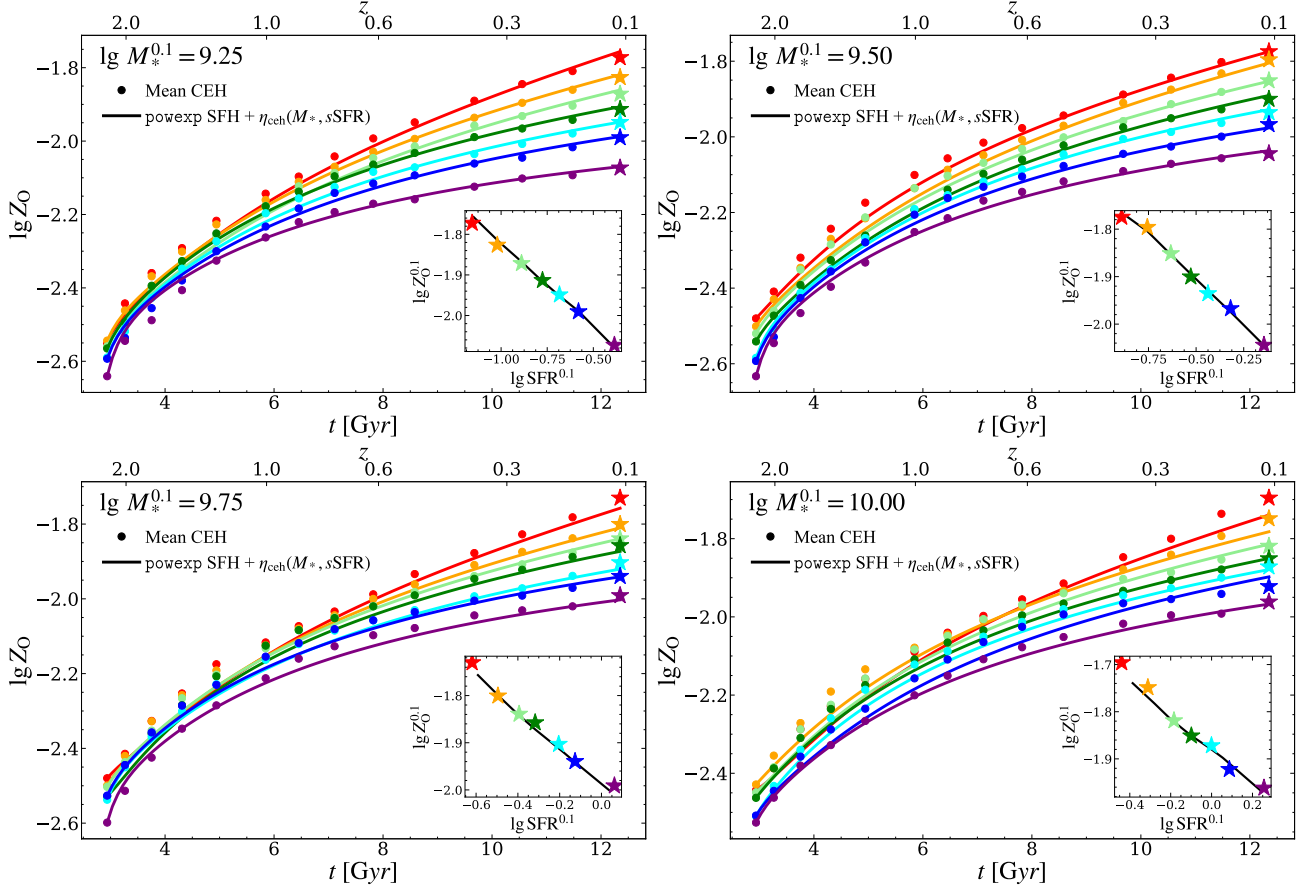 z
2.0 1.0 0.6 0.3 0.1
lg M*^0.1 = 9.25
Mean CEH
powexp SFH + η_ceh(M*, sSFR)
lg Z_O
−1.8
−2.0
−2.2
−2.4
−2.6
lg Z_O^0.1
−1.8
−1.9
−2.0
−1.00 −0.75 −0.50
lg SFR^0.1
4 6 8 10 12
t [Gyr]
z
2.0 1.0 0.6 0.3 0.1
lg M*^0.1 = 9.50
Mean CEH
powexp SFH + η_ceh(M*, sSFR)
lg Z_O
−1.8
−2.0
−2.2
−2.4
−2.6
lg Z_O^0.1
−1.8
−1.9
−2.0
−0.75 −0.50 −0.25
lg SFR^0.1
4 6 8 10 12
t [Gyr]
z
2.0 1.0 0.6 0.3 0.1
lg M*^0.1 = 9.75
Mean CEH
powexp SFH + η_ceh(M*, sSFR)
lg Z_O
−1.8
−2.0
−2.2
−2.4
−2.6
lg Z_O^0.1
−1.8
−1.9
−2.0
−0.6 −0.4 −0.2 0.0
lg SFR^0.1
4 6 8 10 12
t [Gyr]
z
2.0 1.0 0.6 0.3 0.1
lg M*^0.1 = 10.00
Mean CEH
powexp SFH + η_ceh(M*, sSFR)
lg Z_O
−1.8
−2.0
−2.2
−2.4
lg Z_O^0.1
−1.7
−1.8
−1.9
−0.4 −0.2 0.0 0.2
lg SFR^0.1
4 6 8 10 12
t [Gyr]